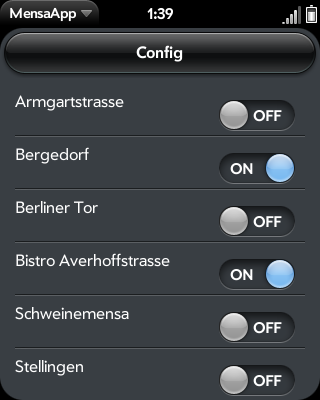 MensaApp 1:39
Config
Armgartstrasse OFF
Bergedorf ON
Berliner Tor OFF
Bistro Averhoffstrasse ON
Schweinemensa OFF
Stellingen OFF